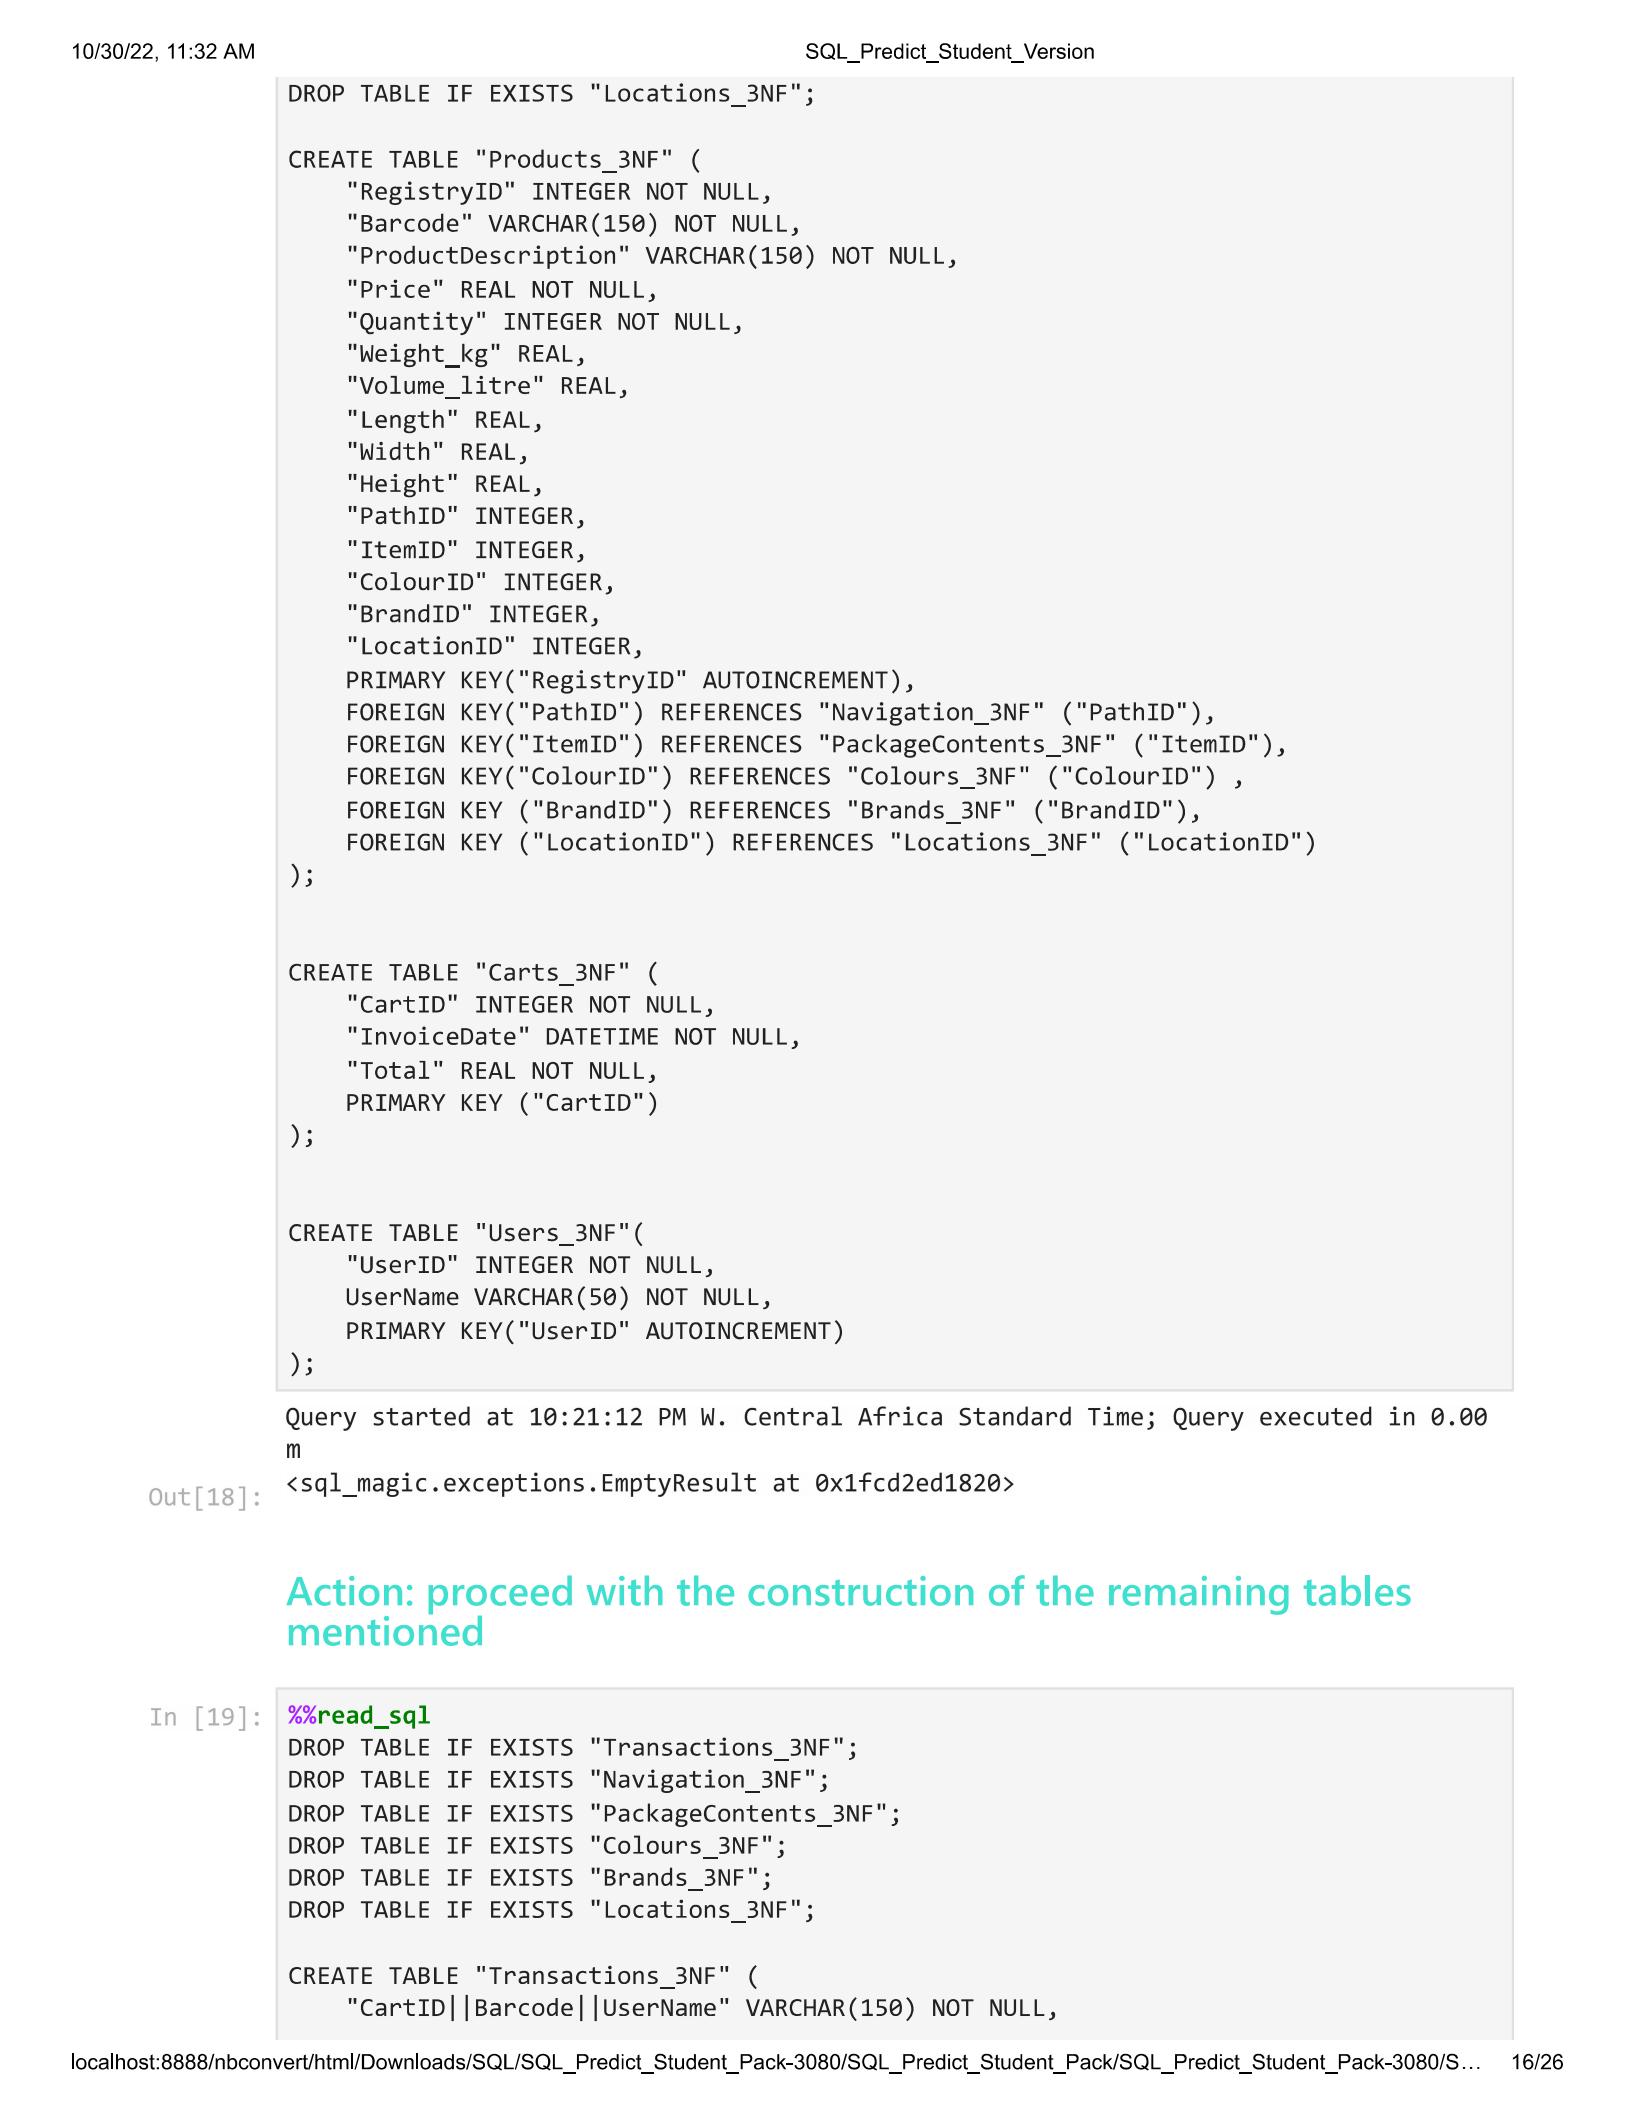 10/30/22, 11:32 AM SQL_Predict_Student_Version
DROP TABLE IF EXISTS "Locations_3NF";
CREATE TABLE "Products_3NF" (
"RegistryID" INTEGER NOT NULL,
"Barcode" VARCHAR(150) NOT NULL,
"ProductDescription" VARCHAR(150) NOT NULL,
"Price" REAL NOT NULL,
"Quantity" INTEGER NOT NULL,
"Weight_kg" REAL,
"Volume_litre" REAL,
"Length" REAL,
"Width" REAL,
"Height" REAL,
"PathID" INTEGER,
"ItemID" INTEGER,
"ColourID" INTEGER,
"BrandID" INTEGER,
"LocationID" INTEGER,
PRIMARY KEY("RegistryID" AUTOINCREMENT),
FOREIGN KEY("PathID") REFERENCES "Navigation_3NF" ("PathID"),
FOREIGN KEY("ItemID") REFERENCES "PackageContents_3NF" ("ItemID"),
FOREIGN KEY("ColourID") REFERENCES "Colours_3NF" ("ColourID") ,
FOREIGN KEY ("BrandID") REFERENCES "Brands_3NF" ("BrandID"),
FOREIGN KEY ("LocationID") REFERENCES "Locations_3NF" ("LocationID")
);
CREATE TABLE "Carts_3NF" (
"CartID" INTEGER NOT NULL,
"InvoiceDate" DATETIME NOT NULL,
"Total" REAL NOT NULL,
PRIMARY KEY ("CartID")
);
CREATE TABLE "Users_3NF"(
"UserID" INTEGER NOT NULL,
UserName VARCHAR(50) NOT NULL,
PRIMARY KEY("UserID" AUTOINCREMENT)
);
Query started at 10:21:12 PM W. Central Africa Standard Time; Query executed in 0.00
m
Out[18]: <sql_magic.exceptions.EmptyResult at 0x1fcd2ed1820>
Action: proceed with the construction of the remaining tables
mentioned
In [19]: %%read_sql
DROP TABLE IF EXISTS "Transactions_3NF";
DROP TABLE IF EXISTS "Navigation_3NF";
DROP TABLE IF EXISTS "PackageContents_3NF";
DROP TABLE IF EXISTS "Colours_3NF";
DROP TABLE IF EXISTS "Brands_3NF";
DROP TABLE IF EXISTS "Locations_3NF";
CREATE TABLE "Transactions_3NF" (
"CartID||Barcode||UserName" VARCHAR(150) NOT NULL,
localhost:8888/nbconvert/html/Downloads/SQL/SQL_Predict_Student_Pack-3080/SQL_Predict_Student_Pack/SQL_Predict_Student_Pack-3080/S… 16/26